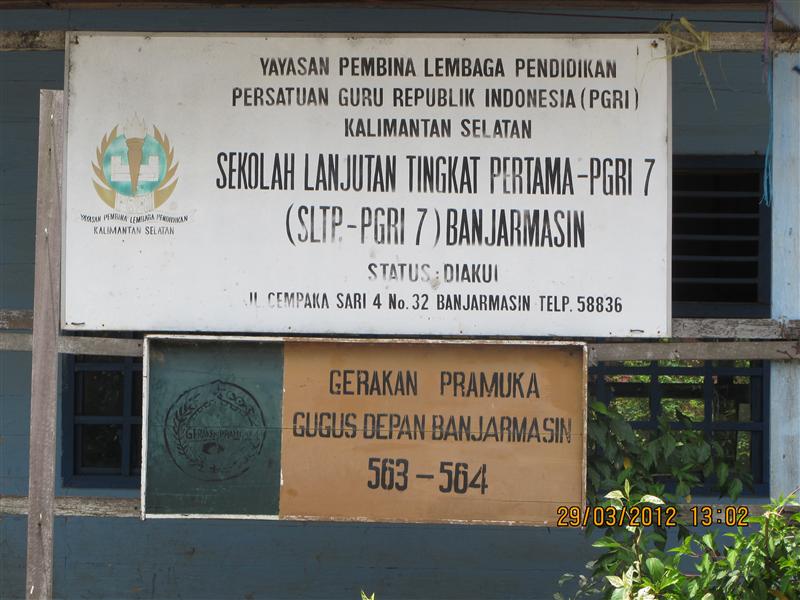 YAYASAN PEMBINA LEMBAGA PENDIDIKAN
PERSATUAN GURU REPUBLIK INDONESIA (PGRI)
KALIMANTAN SELATAN
SEKOLAH LANJUTAN TINGKAT PERTAMA-PGRI 7
(SLTP.-PGRI 7) BANJARMASIN
STATUS: DIAKUI
JL. CEMPAKA SARI 4 No. 32 BANJARMASIN TELP. 58836
YAYASAN PEMBINA LEMBAGA PENDIDIKAN
KALIMANTAN SELATAN
GERAKAN PRAMUKA
GERAKAN PRAMUKA
GUGUS DEPAN BANJARMASIN
563-564
29/03/2012 13:02